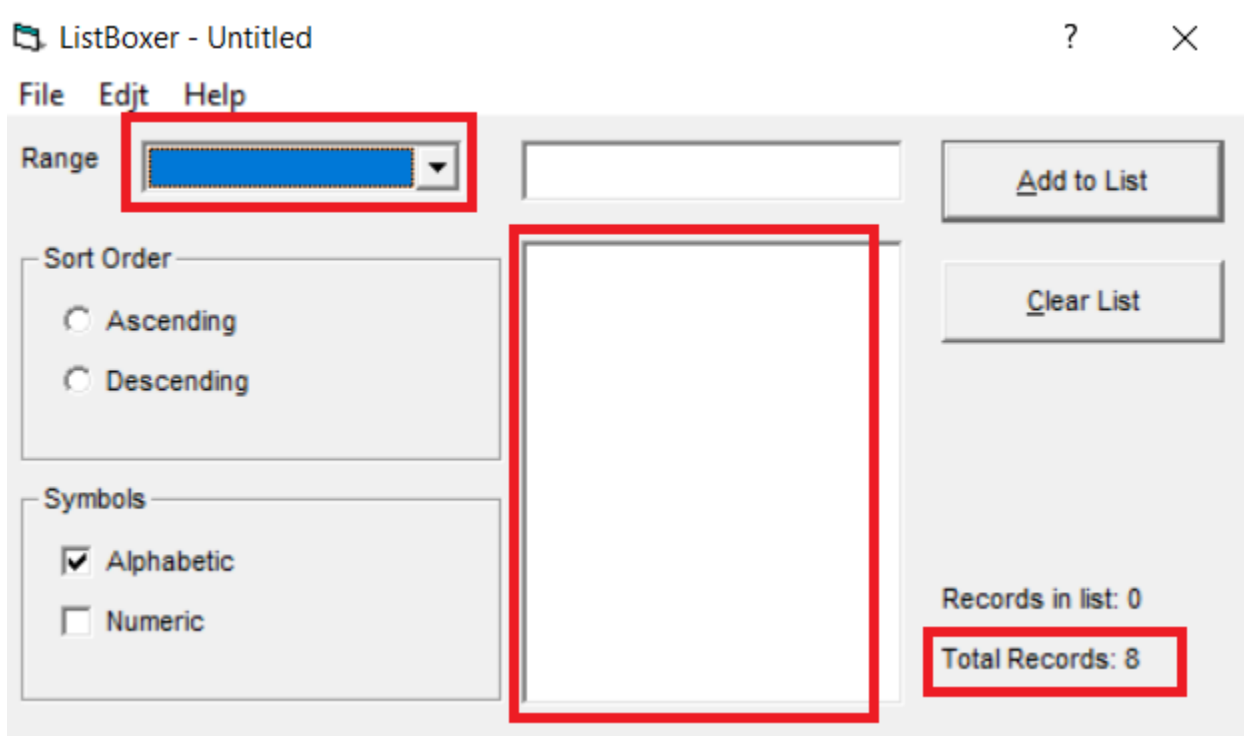 ListBoxer - Untitled ?
File Edjt Help
Range
Add to List
Sort Order
Ascending
Clear List
Descending
Symbols
Alphabetic
Numeric
Records in list: 0
Total Records: 8